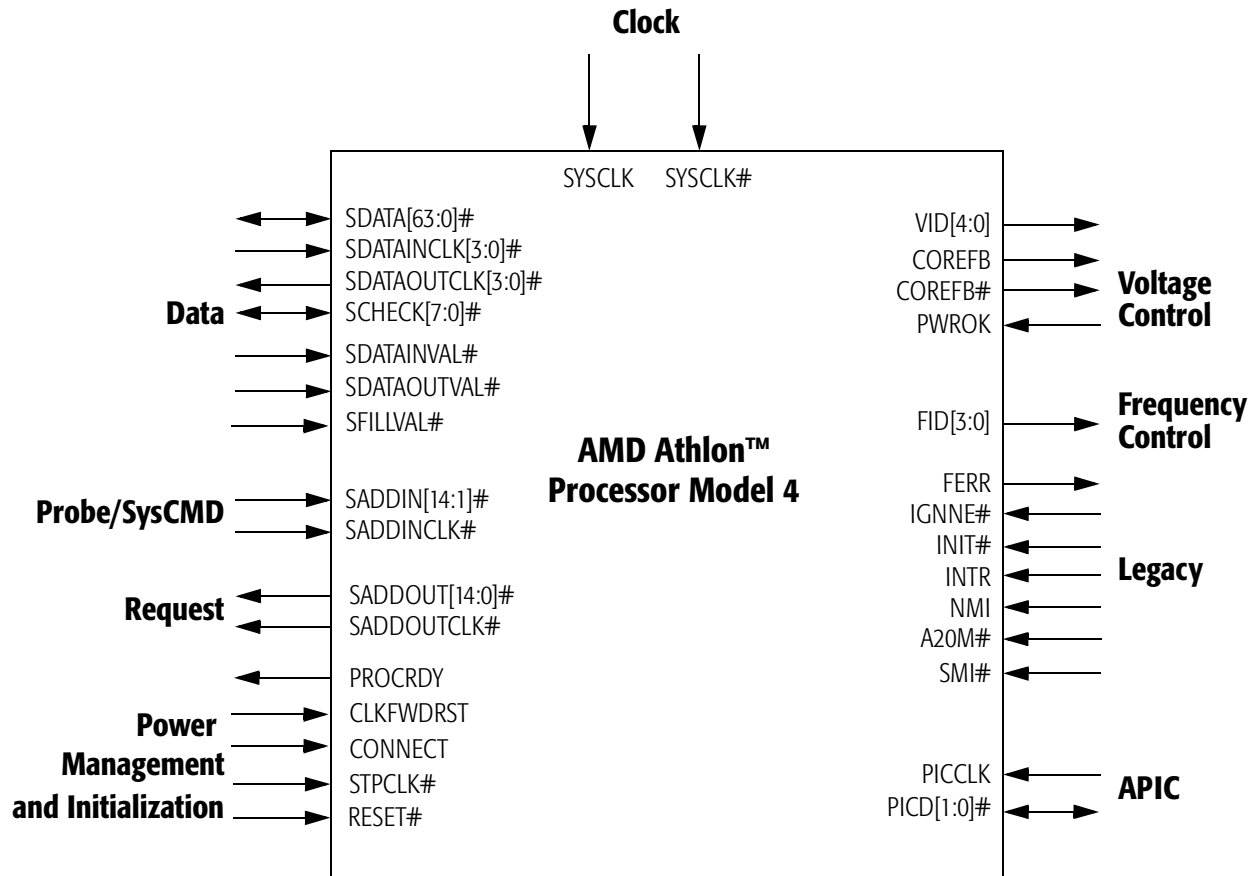 Clock
SYSCLK SYSCLK#
Data
SDATA[63:0]#
SDATAINCLK[3:0]#
SDATAOUTCLK[3:0]#
SCHECK[7:0]#
SDATAINVAL#
SDATAOUTVAL#
SFILLVAL#
Probe/SysCMD
SADDIN[14:1]#
SADDINCLK#
Request
SADDOUT[14:0]#
SADDOUTCLK#
Power
Management
and Initialization
PROCRDY
CLKFWDRST
CONNECT
STPCLK#
RESET#
AMD Athlon™
Processor Model 4
VID[4:0]
COREFB
COREFB#
PWROK
Voltage
Control
FID[3:0]
Frequency
Control
FERR
IGNNE#
INIT#
INTR
NMI
A20M#
SMI#
Legacy
PICCLK
PICD[1:0]#
APIC